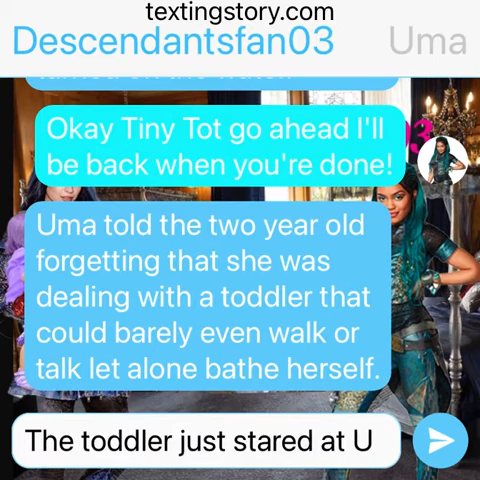 textingstory.com
Descendantsfan03 Uma
Okay Tiny Tot go ahead I'll
be back when you're done!
Uma told the two year old
forgetting that she was
dealing with a toddler that
could barely even walk or
talk let alone bathe herself.
The toddler just stared at U